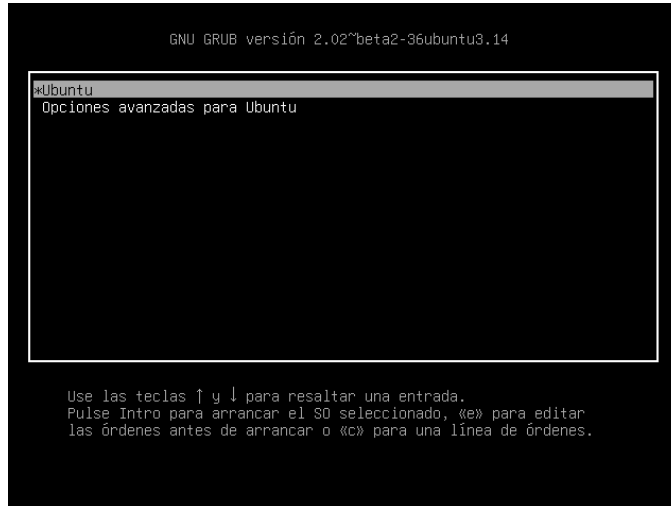 GNU GRUB versión 2.02~beta2-36ubuntu3.14
*Ubuntu
Opciones avanzadas para Ubuntu
Use las teclas ↑ y ↓ para resaltar una entrada.
Pulse Intro para arrancar el SO seleccionado, «e» para editar
las órdenes antes de arrancar o «c» para una línea de órdenes.